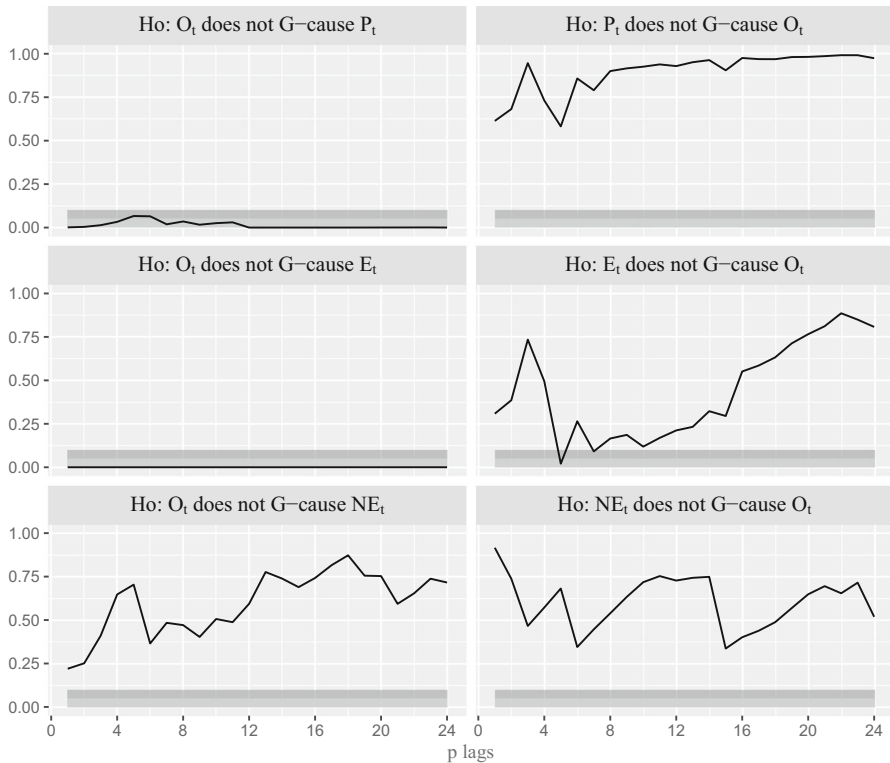 Ho: Oₜ does not G−cause Pₜ
Ho: Pₜ does not G−cause Oₜ
1.00
0.75
0.50
0.25
0.00
Ho: Oₜ does not G−cause Eₜ
Ho: Eₜ does not G−cause Oₜ
1.00
0.75
0.50
0.25
0.00
Ho: Oₜ does not G−cause NEₜ
Ho: NEₜ does not G−cause Oₜ
1.00
0.75
0.50
0.25
0.00
0 4 8 12 16 20 24 0 4 8 12 16 20 24
p lags